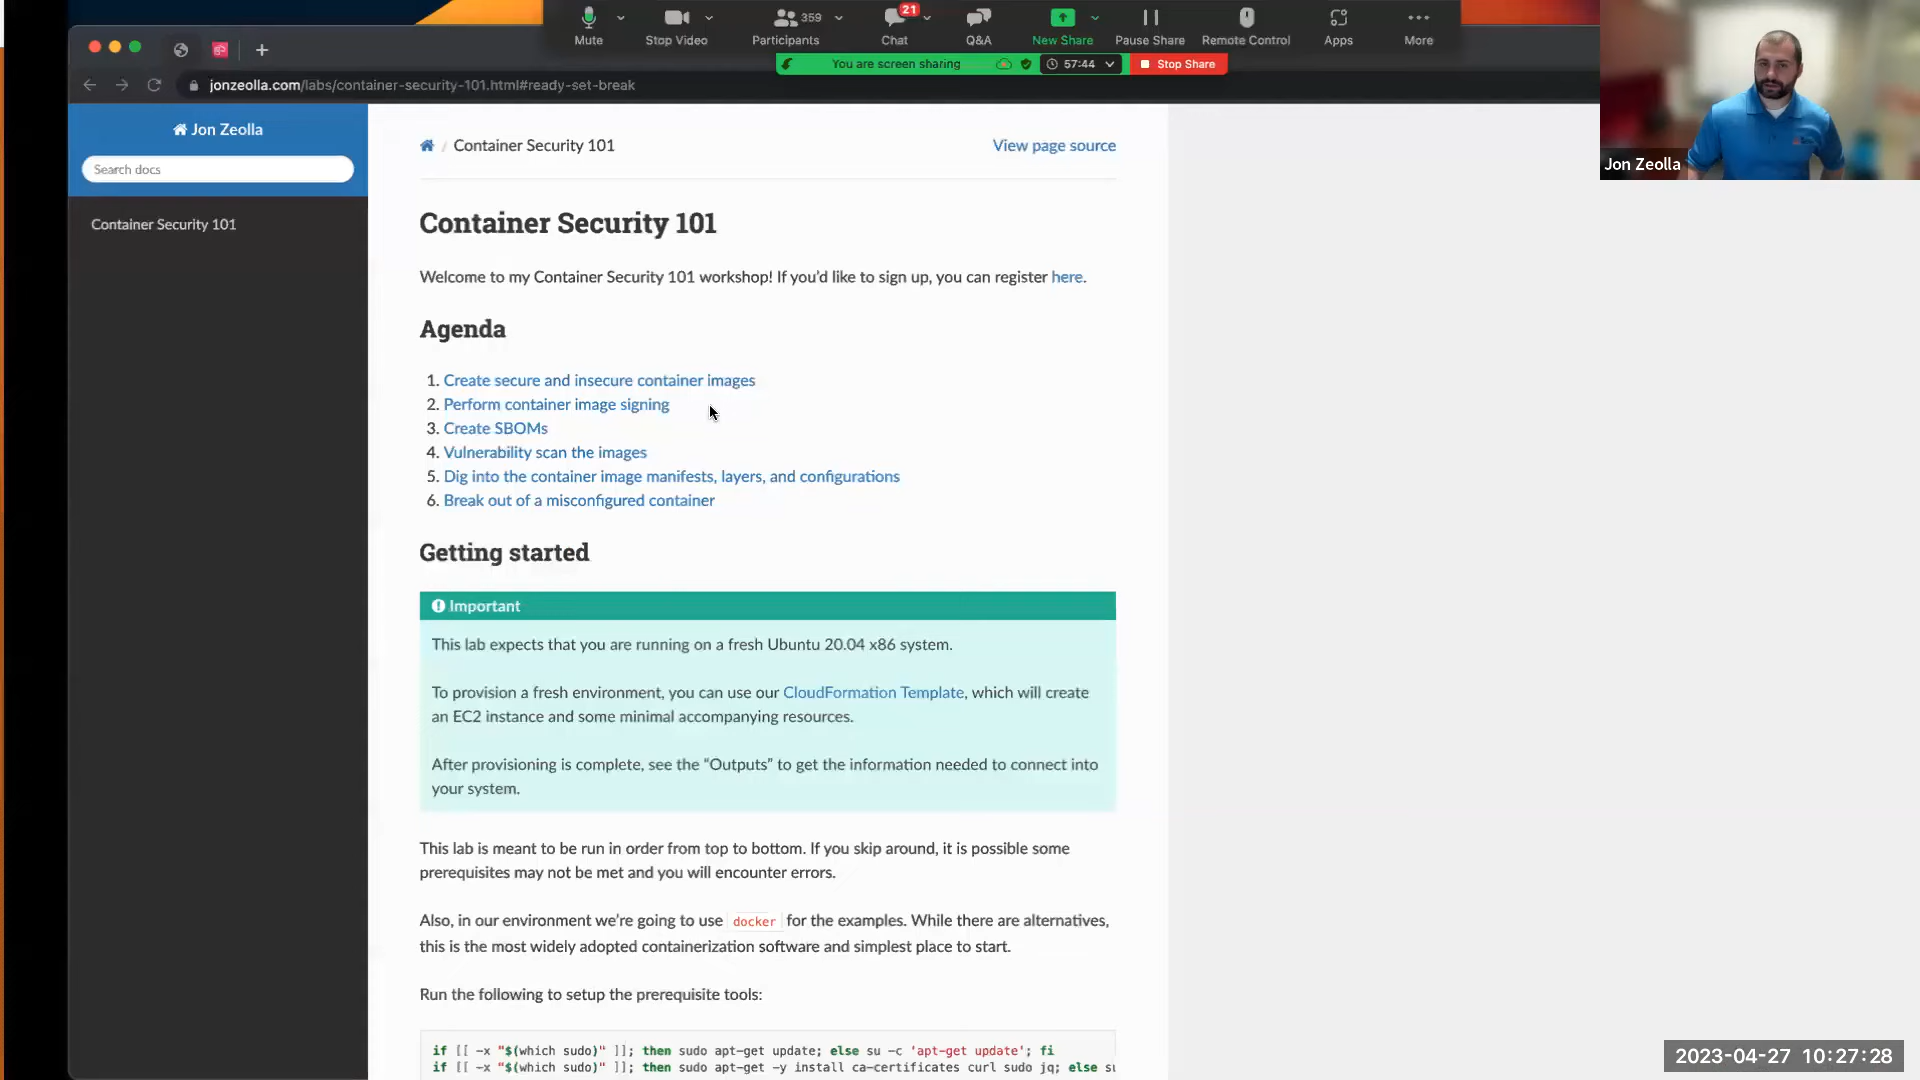 Mute
Stop Video
359
Participants
21
Chat
Q&A
New Share
Pause Share
Remote Control
Apps
More
You are screen sharing
57:44
Stop Share
jonzeolla.com/labs/container-security-101.html#ready-set-break
Jon Zeolla
Jon Zeolla
Search docs
Container Security 101
/ Container Security 101
View page source
Container Security 101
Welcome to my Container Security 101 workshop! If you'd like to sign up, you can register here.
Agenda
1. Create secure and insecure container images
2. Perform container image signing
3. Create SBOMs
4. Vulnerability scan the images
5. Dig into the container image manifests, layers, and configurations
6. Break out of a misconfigured container
Getting started
Important
This lab expects that you are running on a fresh Ubuntu 20.04 x86 system.
To provision a fresh environment, you can use our CloudFormation Template, which will create
an EC2 instance and some minimal accompanying resources.
After provisioning is complete, see the “Outputs” to get the information needed to connect into
your system.
This lab is meant to be run in order from top to bottom. If you skip around, it is possible some
prerequisites may not be met and you will encounter errors.
Also, in our environment we're going to use docker for the examples. While there are alternatives,
this is the most widely adopted containerization software and simplest place to start.
Run the following to setup the prerequisite tools:
if [[ -x "$(which sudo)" ]]; then sudo apt-get update; else su -c 'apt-get update'; fi
if [[ -x "$(which sudo)" ]]; then sudo apt-get -y install ca-certificates curl sudo jq; else su
2023-04-27 10:27:28